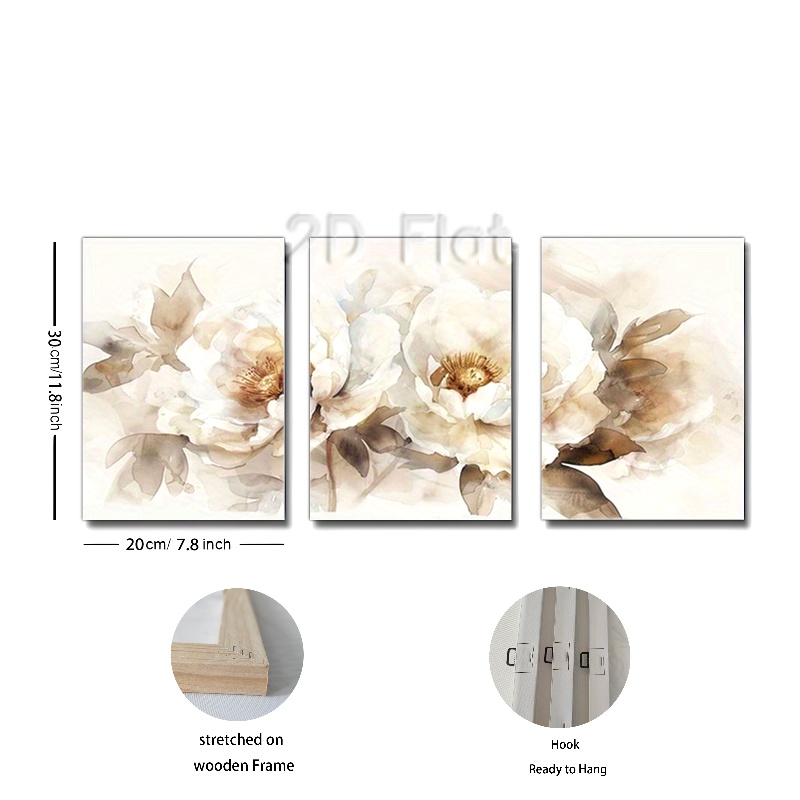 2D Flat
30cm/11.8inch
20cm/ 7.8 inch
stretched on
wooden Frame
Hook
Ready to Hang